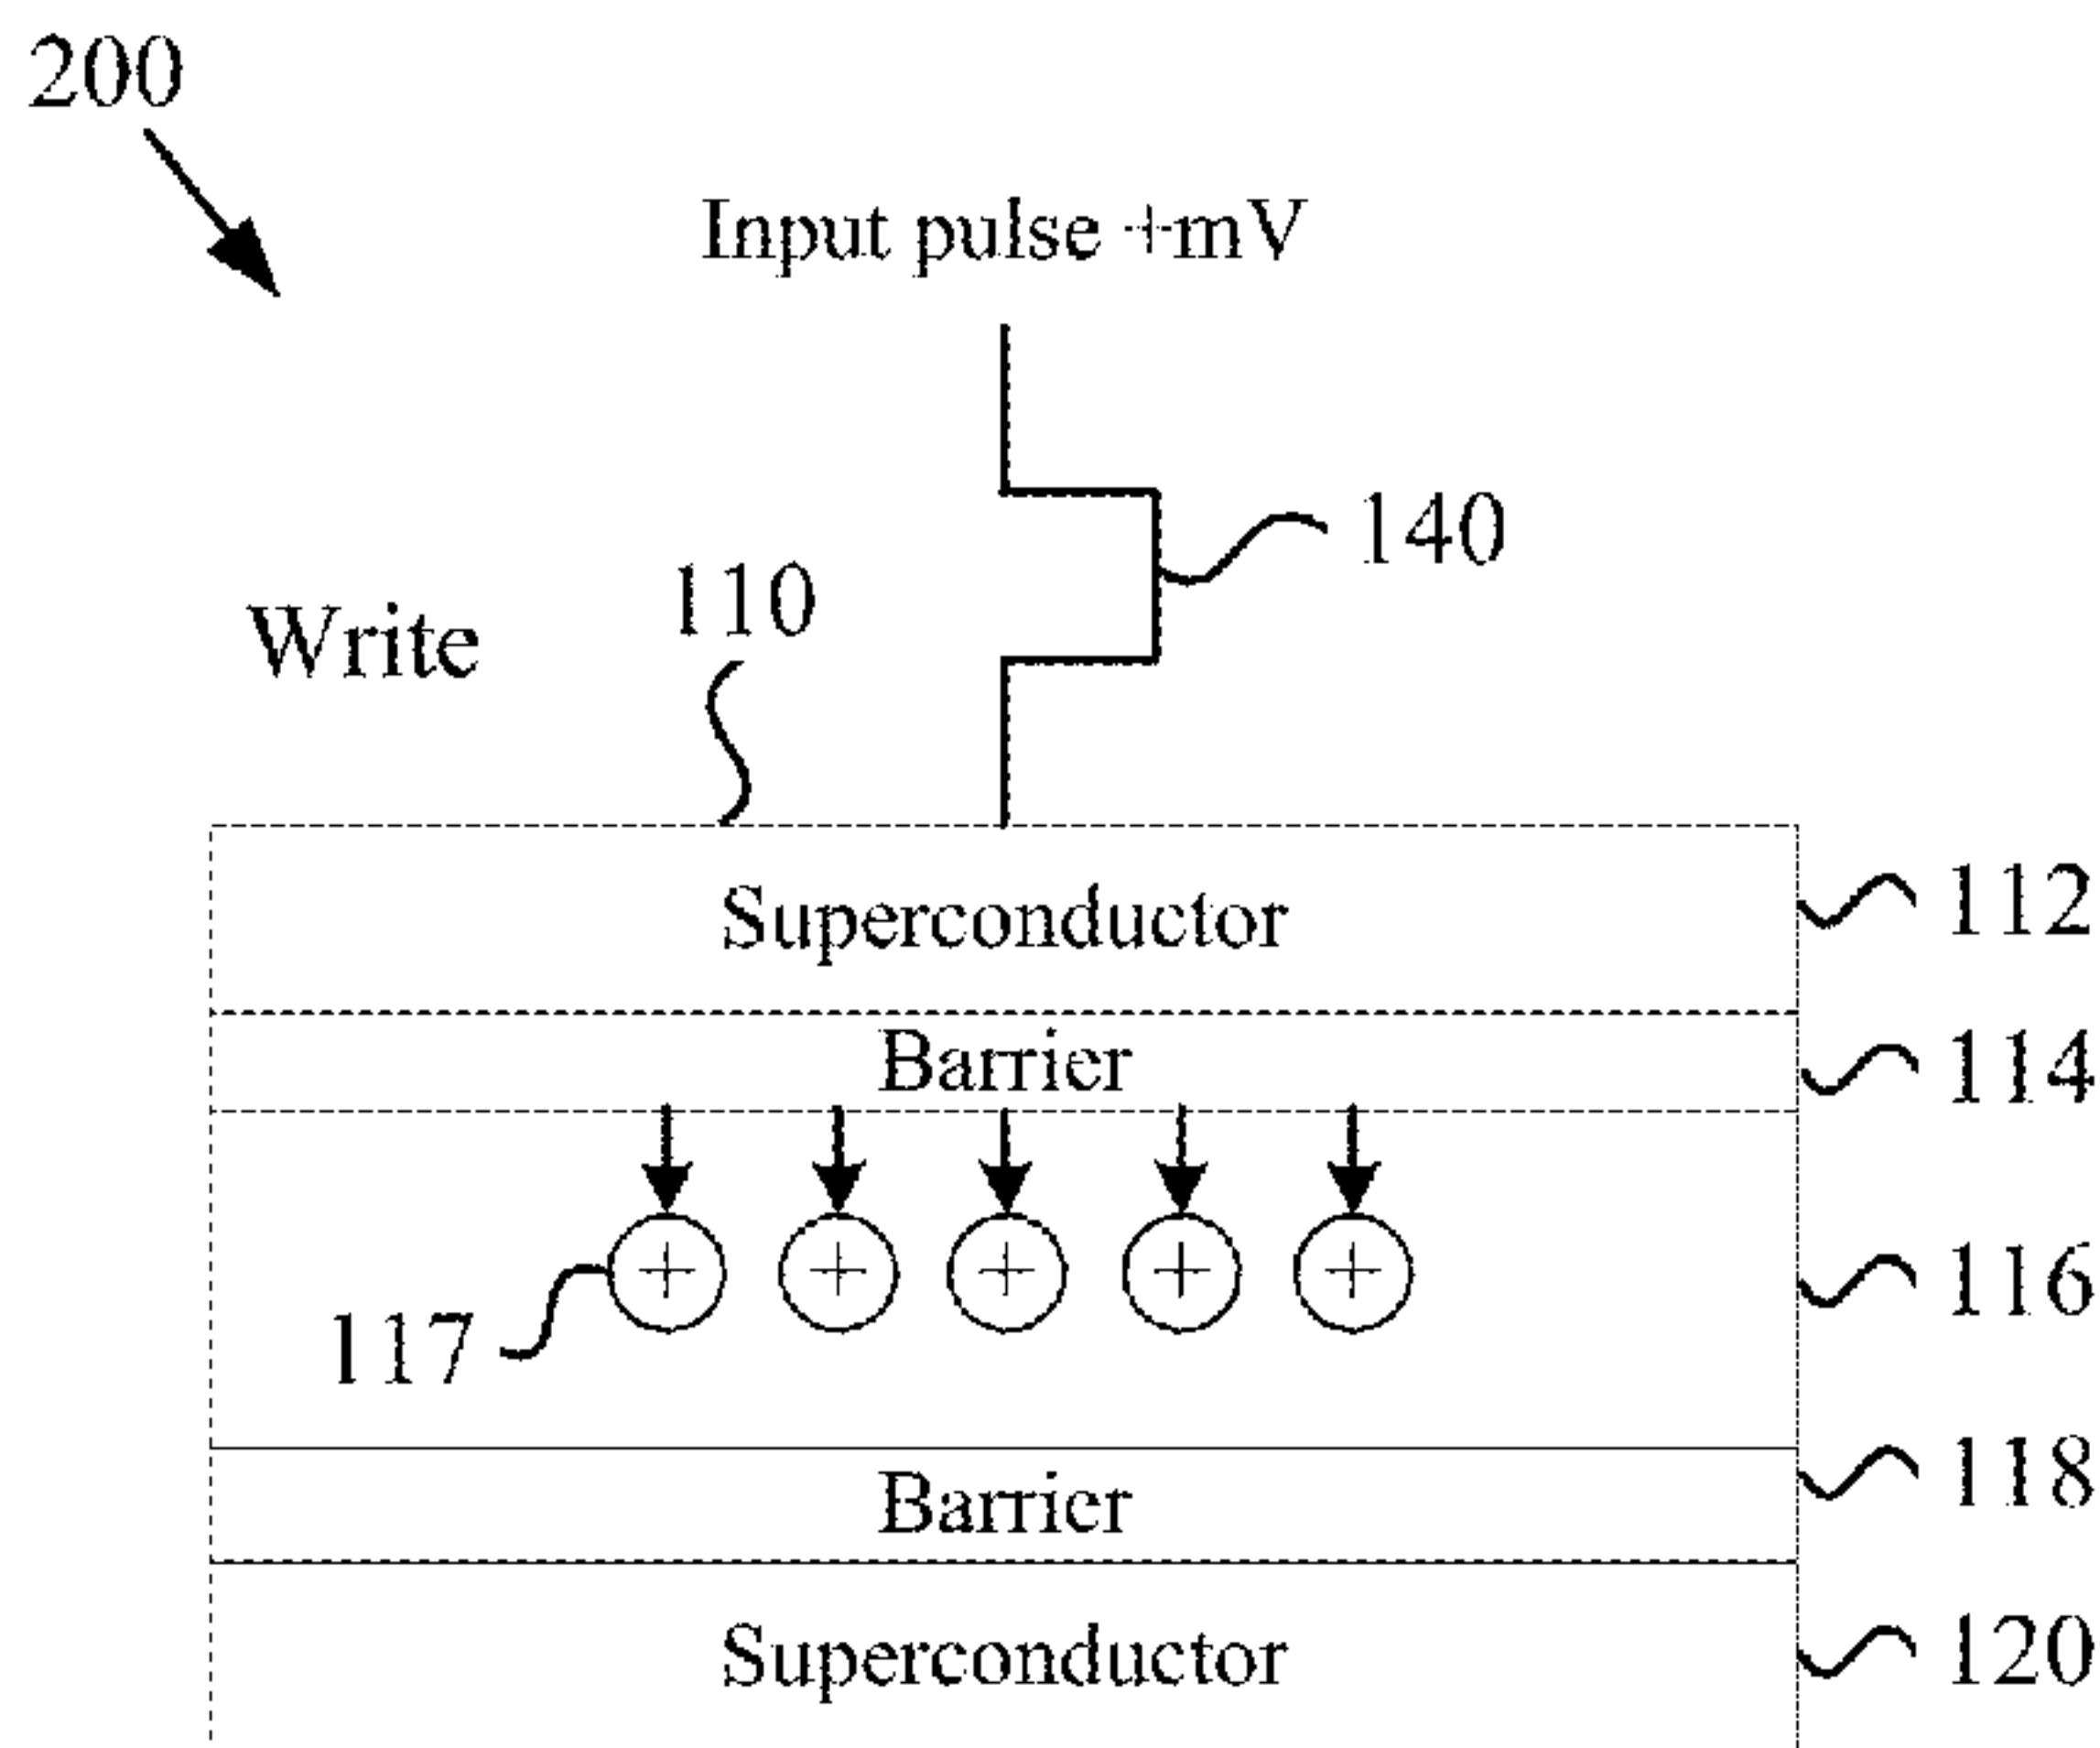 200
Input pulse +mV
140
110
Write
Superconductor
112
Barrier
114
+ + + + +
116
117
Barrier
118
Superconductor
120